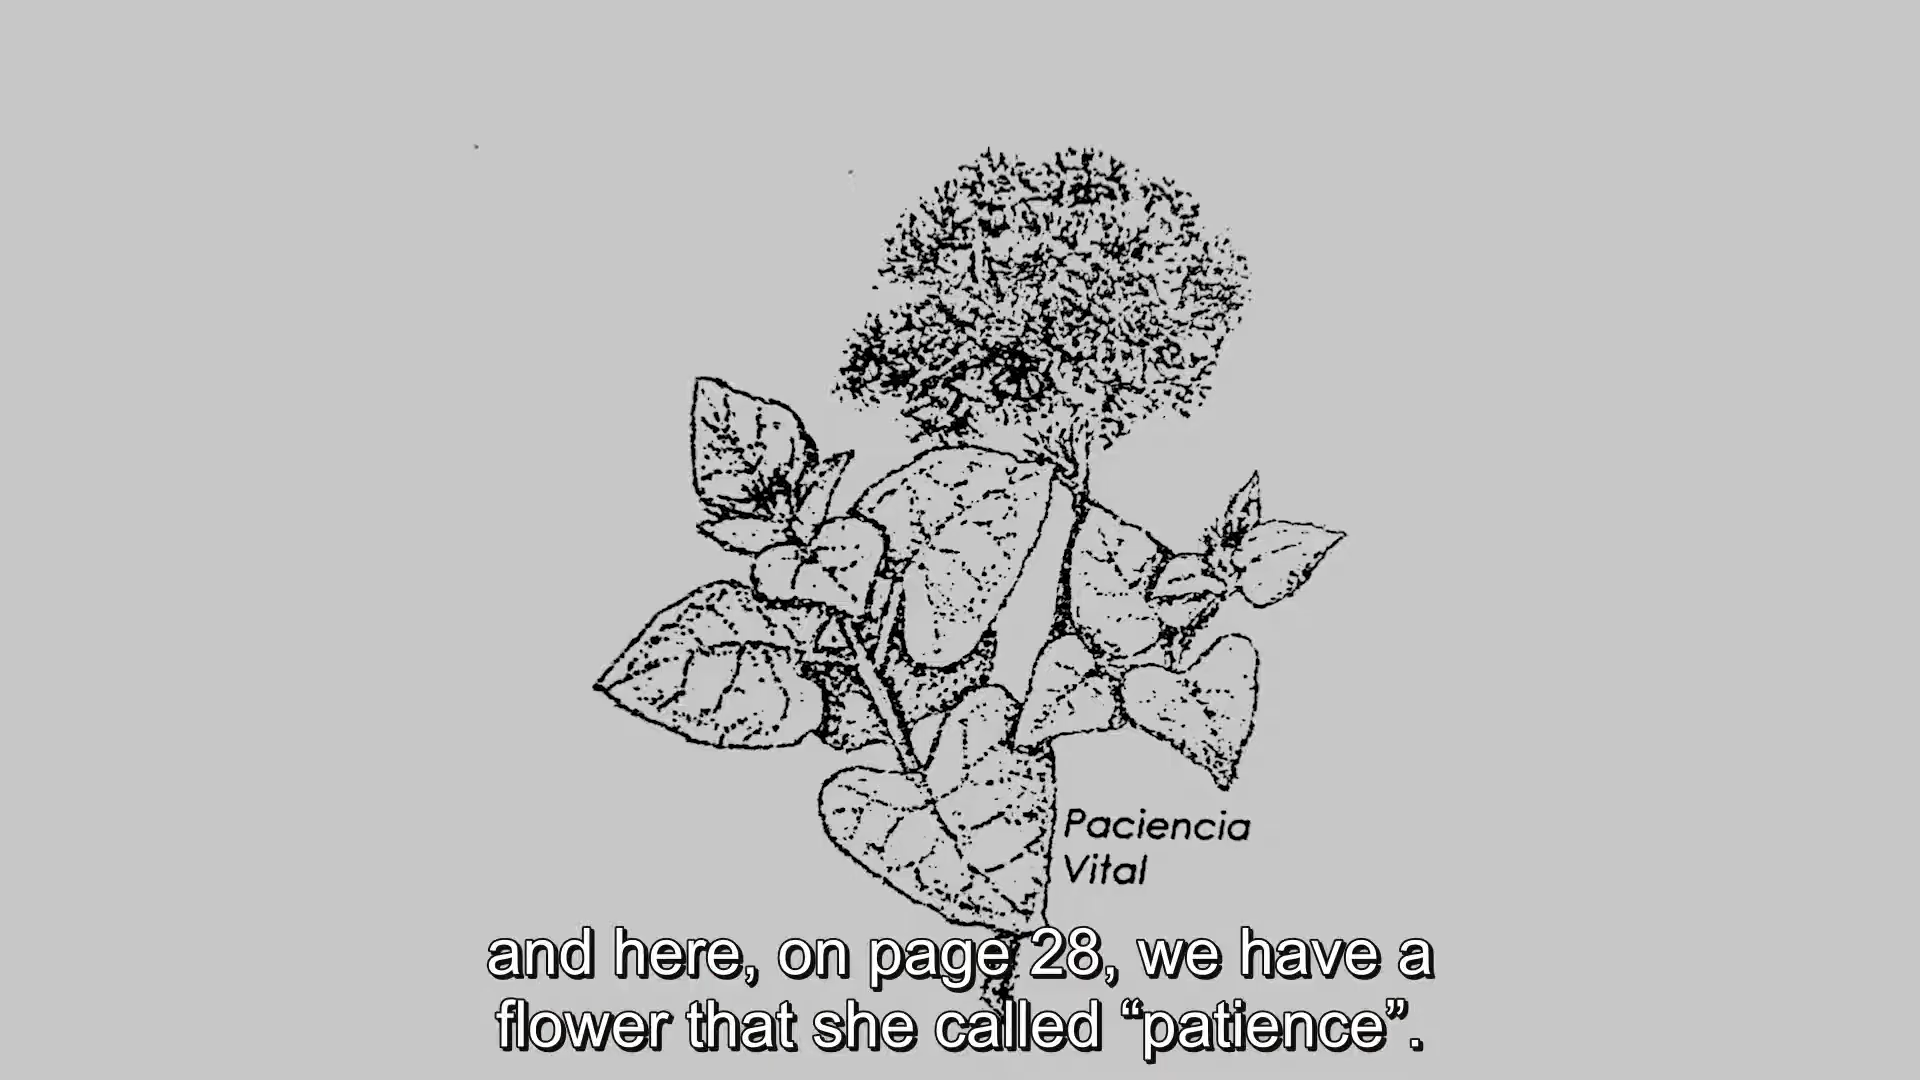 Paciencia
Vital
and here, on page 28, we have a
flower that she called “patience”.